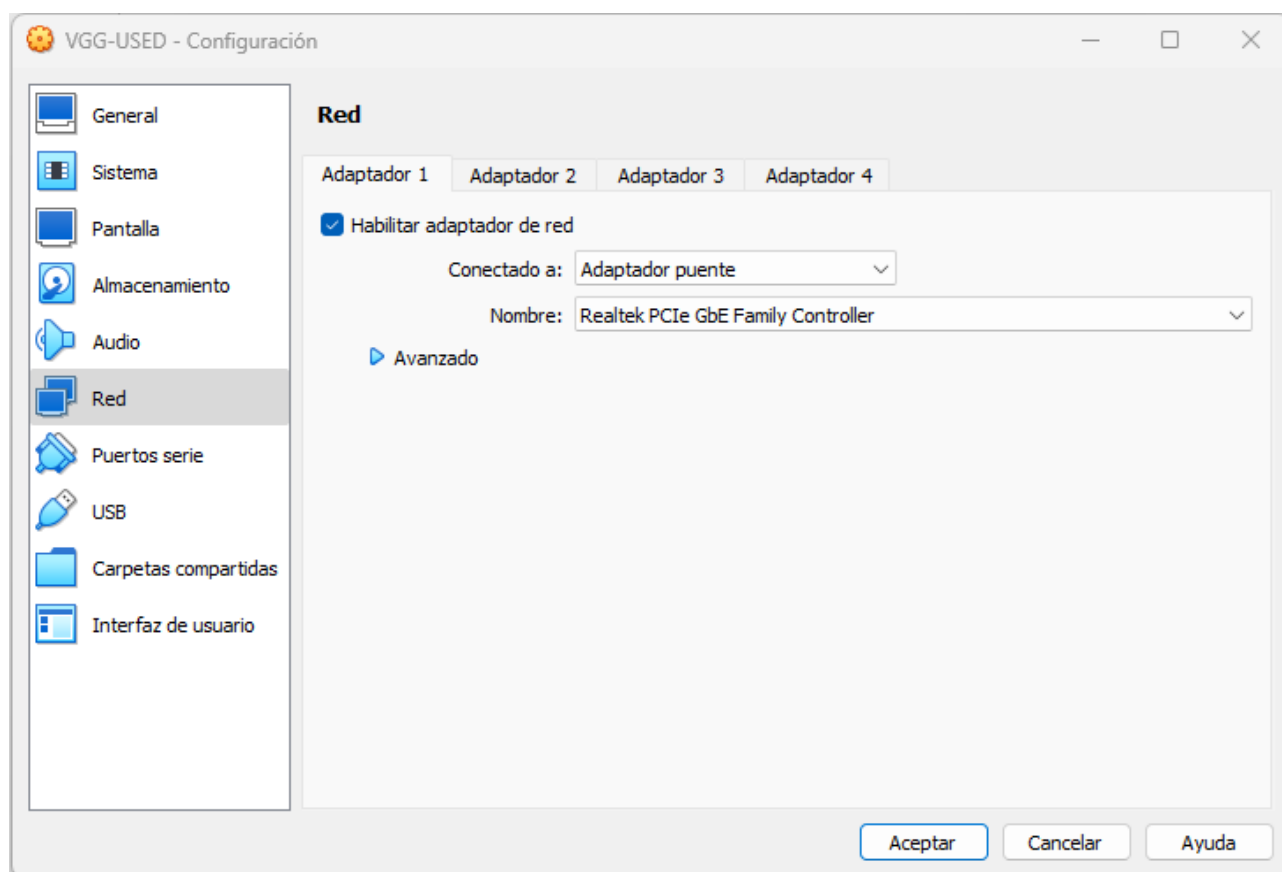 VGG-USED - Configuración
General
Sistema
Pantalla
Almacenamiento
Audio
Red
Puertos serie
USB
Carpetas compartidas
Interfaz de usuario
Red
Adaptador 1 Adaptador 2 Adaptador 3 Adaptador 4
Habilitar adaptador de red
Conectado a: Adaptador puente
Nombre: Realtek PCIe GbE Family Controller
Avanzado
Aceptar Cancelar Ayuda